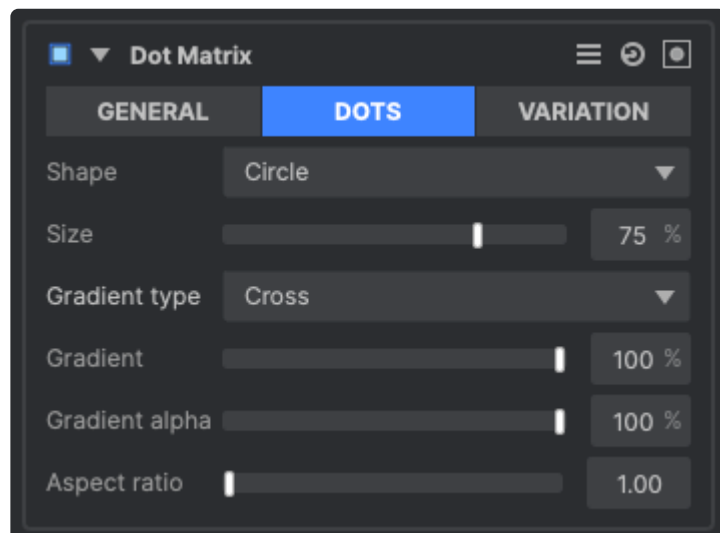 Dot Matrix
GENERAL DOTS VARIATION
Shape Circle
Size 75 %
Gradient type Cross
Gradient 100 %
Gradient alpha 100 %
Aspect ratio 1.00